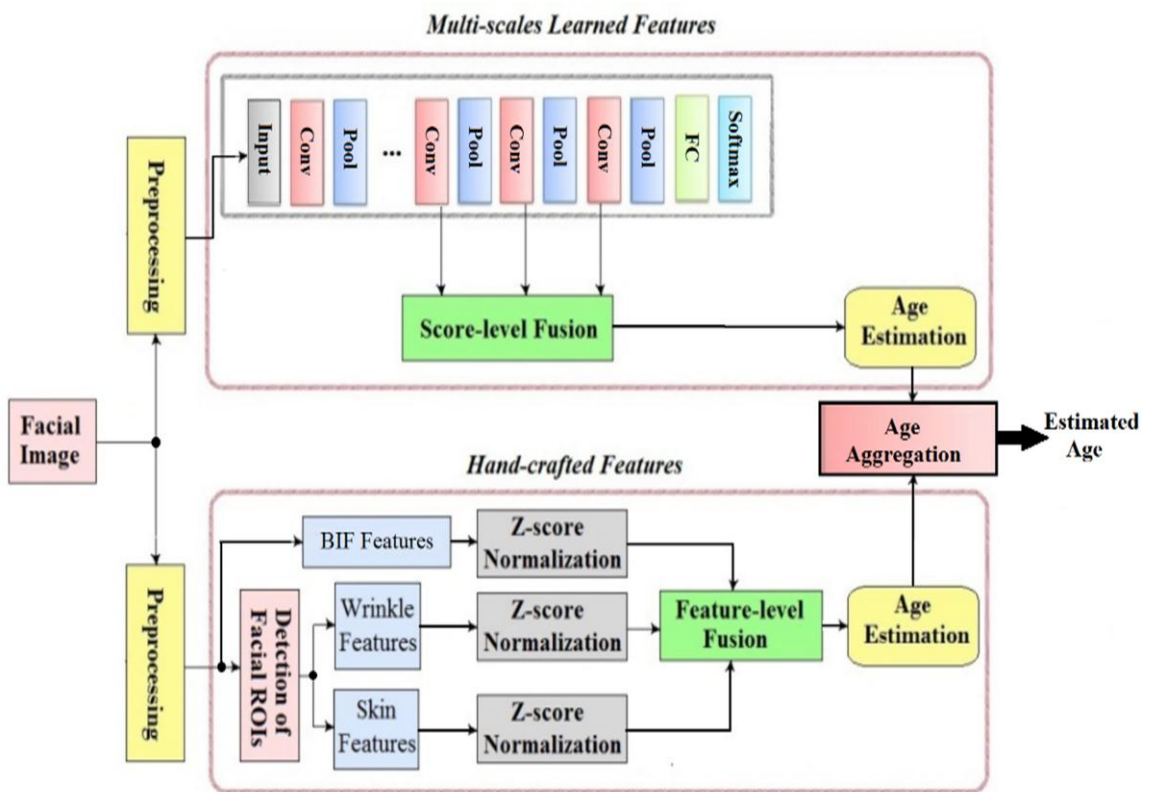 Multi-scales Learned Features
Input
Conv
Pool
...
Conv
Pool
Conv
Pool
Conv
Pool
FC
Softmax
Preprocessing
Score-level Fusion
Age
Estimation
Facial
Image
Age
Aggregation
Estimated
Age
Hand-crafted Features
Preprocessing
BIF Features
Z-score
Normalization
Detction of
Facial ROIs
Wrinkle
Features
Z-score
Normalization
Feature-level
Fusion
Age
Estimation
Skin
Features
Z-score
Normalization